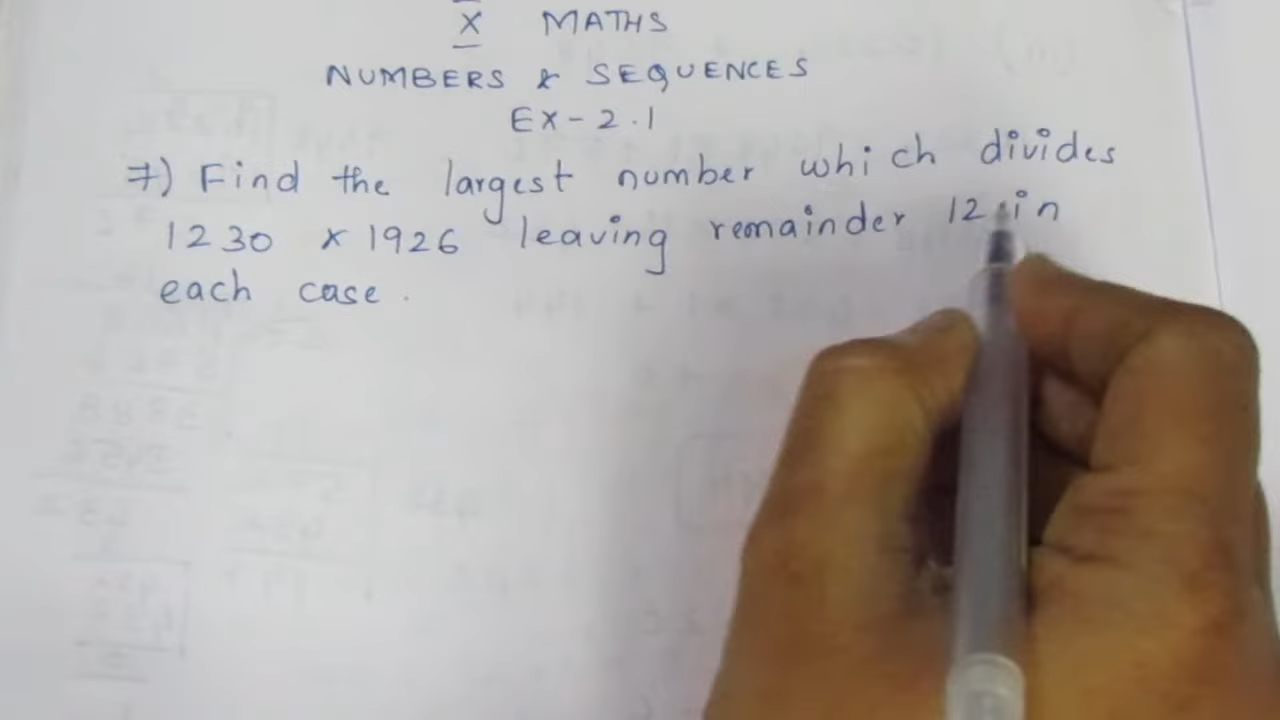 X MATHS
NUMBERS & SEQUENCES
EX-2.1
7) Find the largest number which divides
1230 & 1926 leaving remainder 12 in
each case.